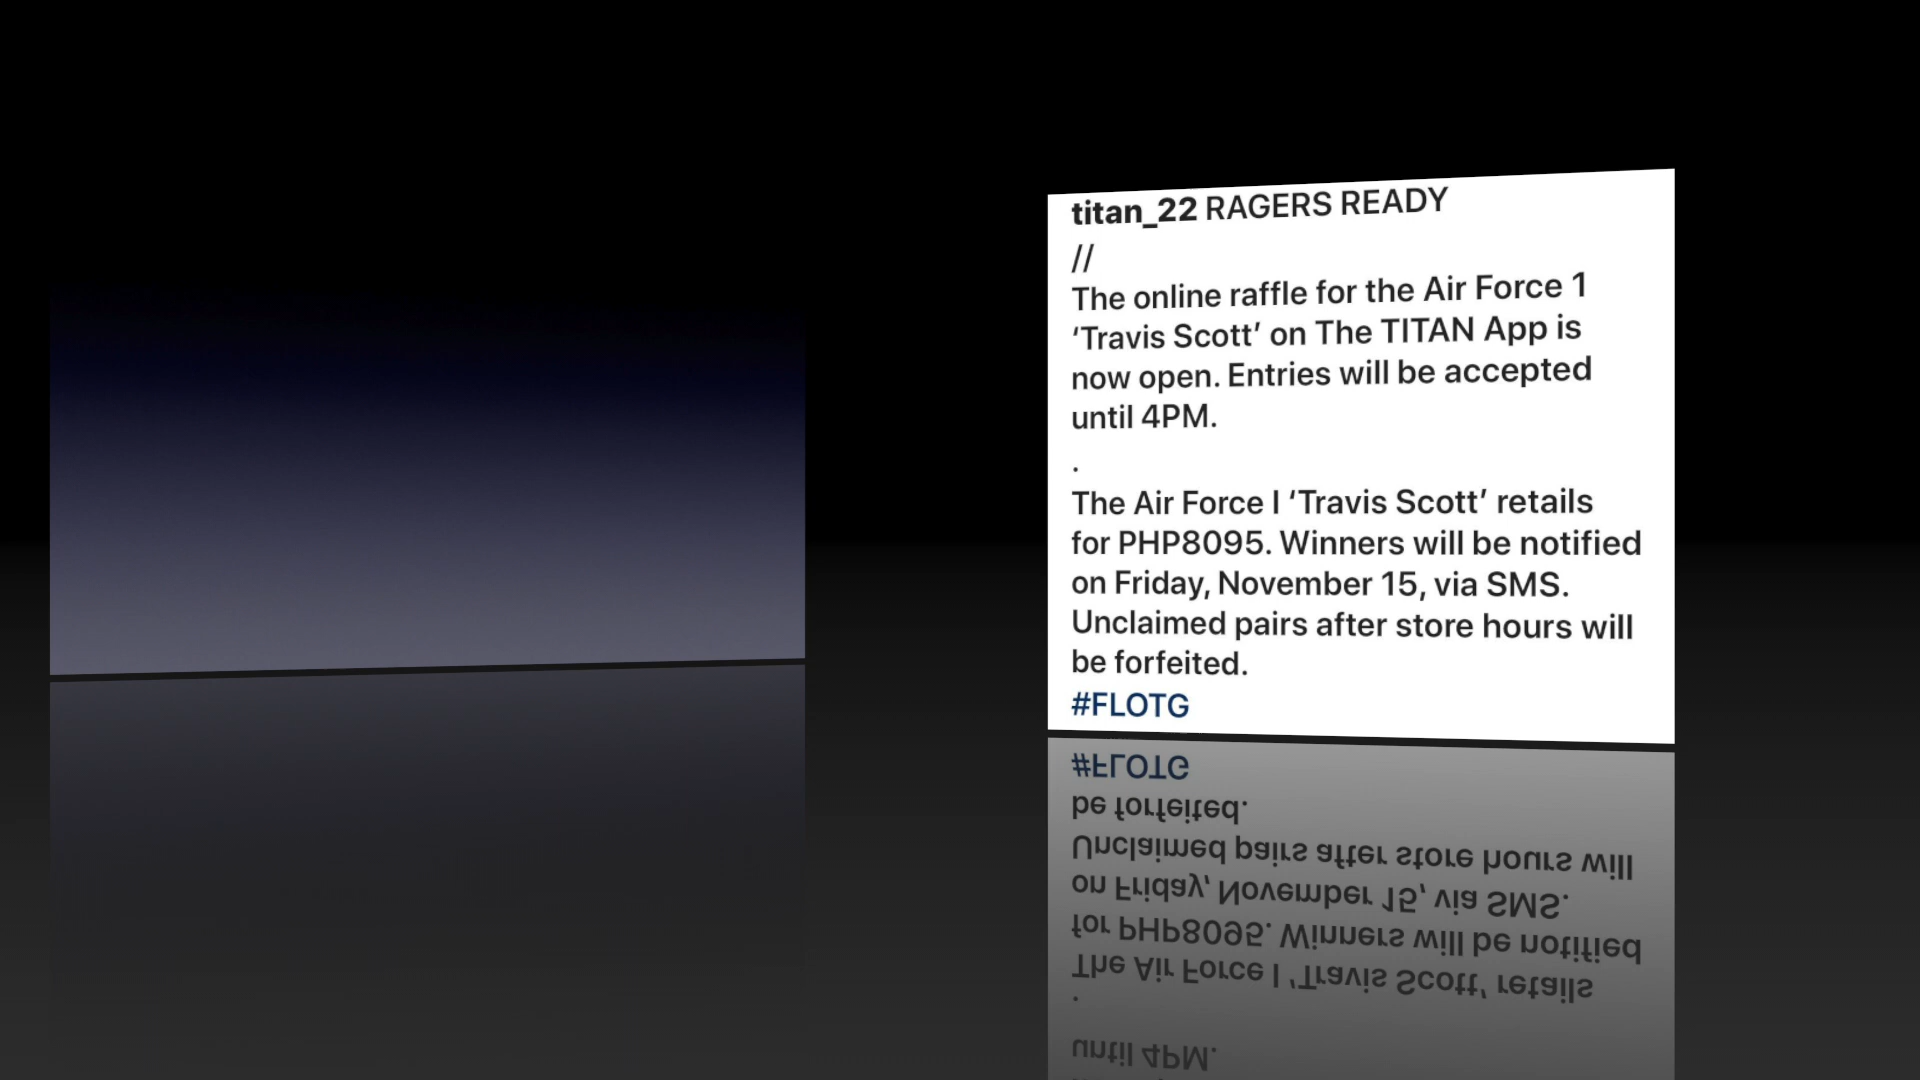 titan_22 RAGERS READY
//
The online raffle for the Air Force 1
‘Travis Scott’ on The TITAN App is
now open. Entries will be accepted
until 4PM.
.
The Air Force I ‘Travis Scott’ retails
for PHP8095. Winners will be notified
on Friday, November 15, via SMS.
Unclaimed pairs after store hours will
be forfeited.
#FLOTG